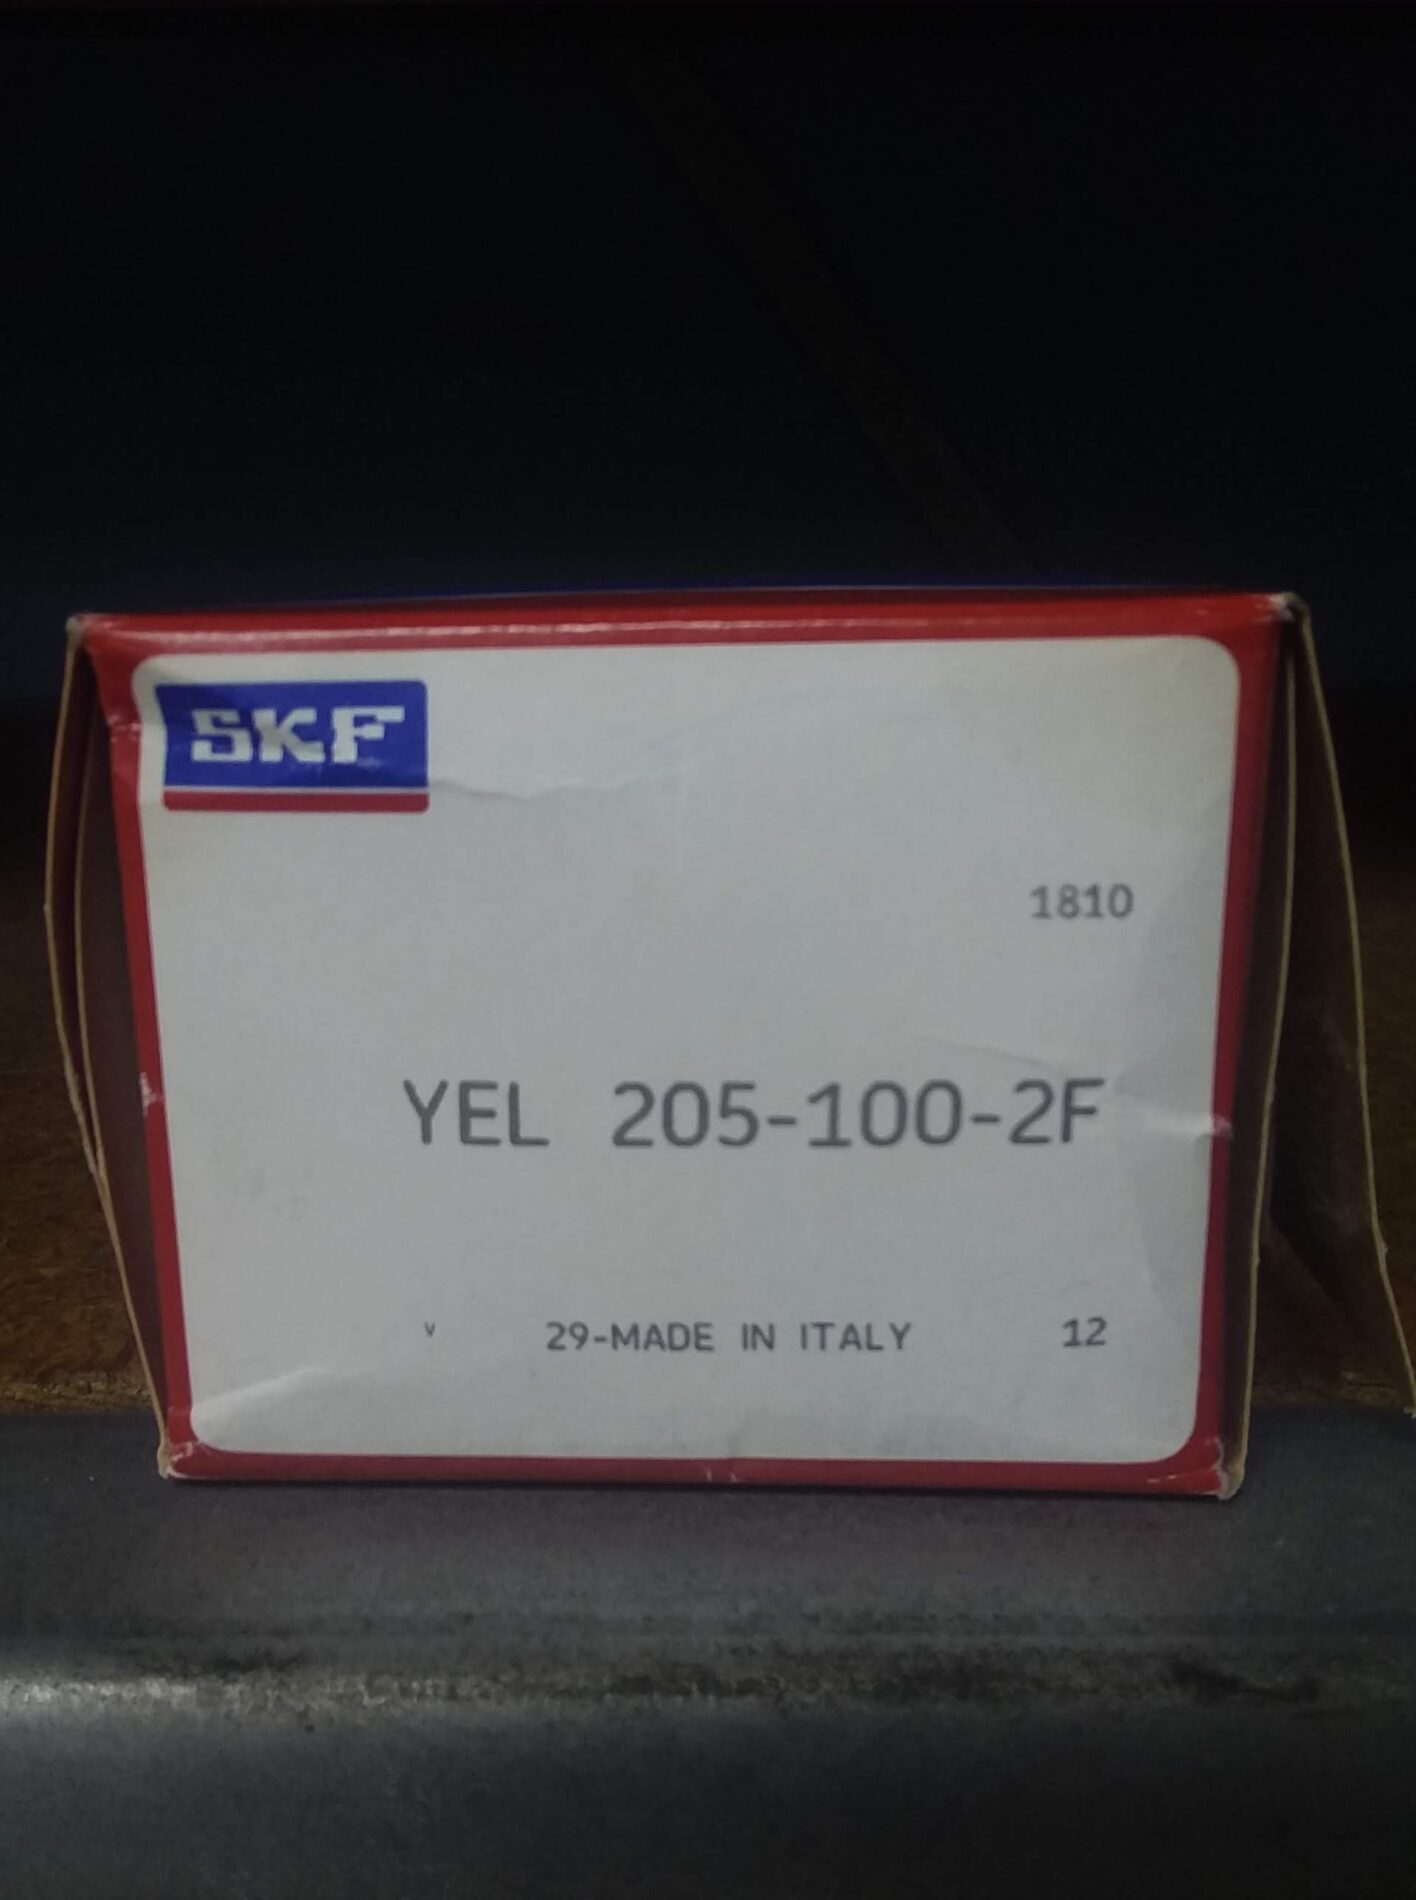 SKF
1810
YEL 205-100-2F
v 29-MADE IN ITALY 12